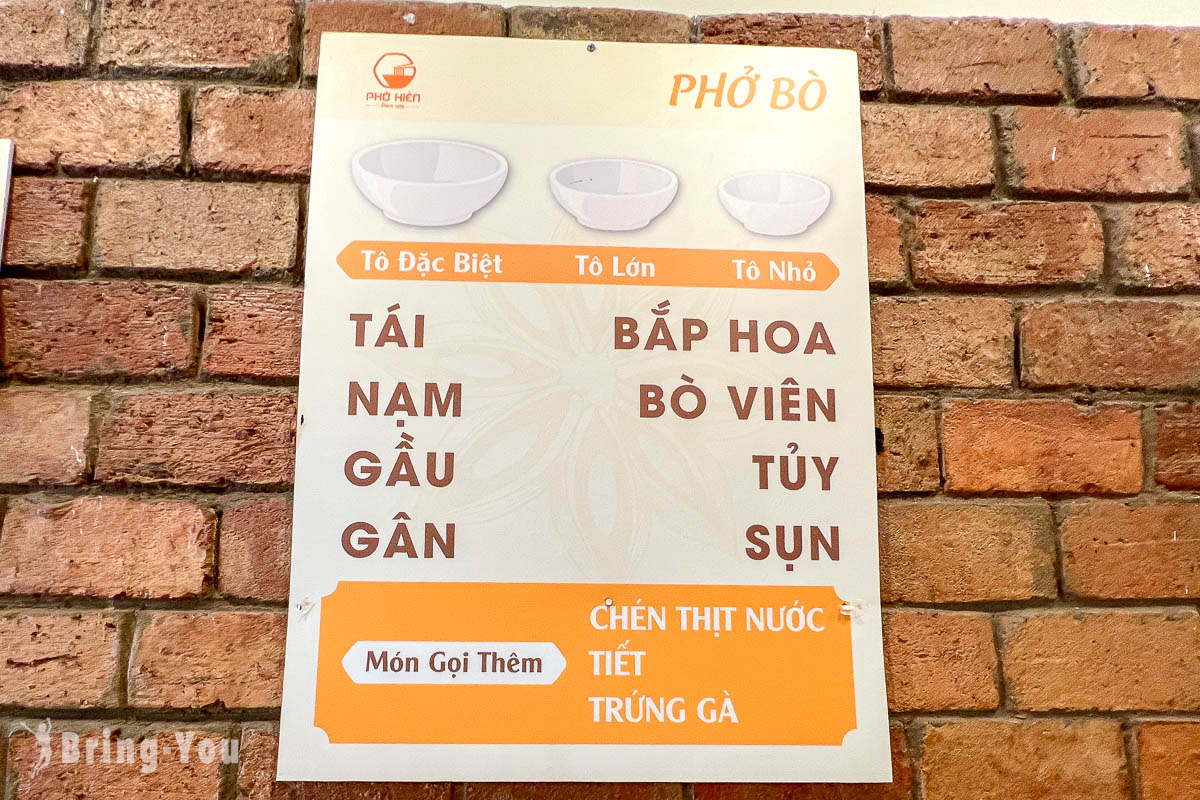 PHỞ HIỀN
PHỞ BÒ
Tô Đặc Biệt
Tô Lớn
Tô Nhỏ
TÁI
BẮP HOA
NẠM
BÒ VIÊN
GẦU
TỦY
GÂN
SỤN
Món Gọi Thêm
CHÉN THỊT NƯỚC
TIẾT
TRỨNG GÀ
Bring-You